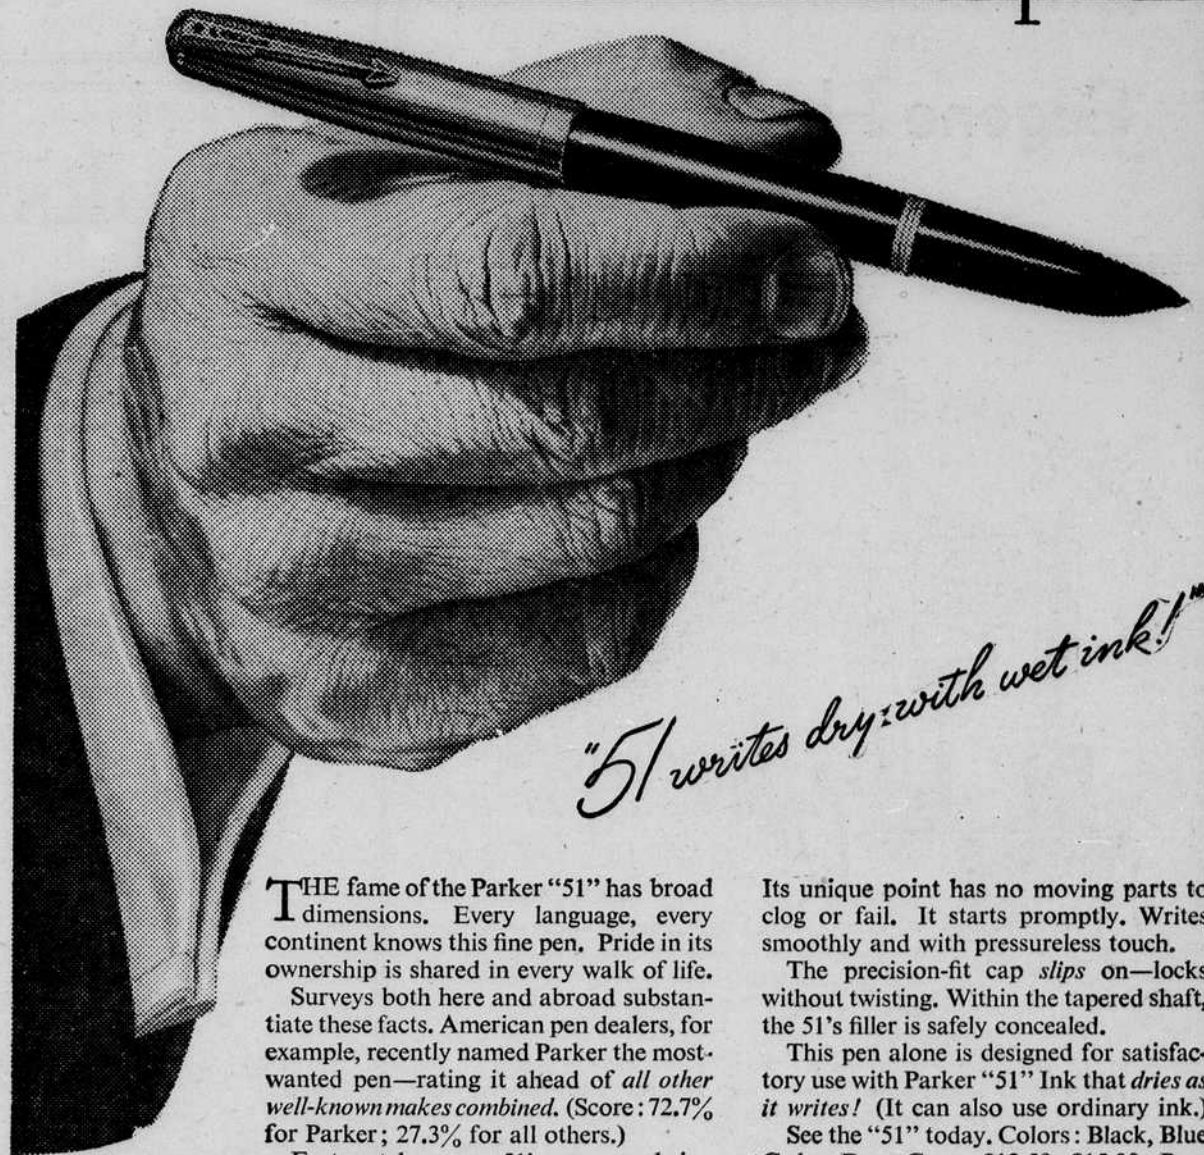 "51 writes dry with wet ink!"
THE fame of the Parker “51” has broad
dimensions. Every language, every
continent knows this fine pen. Pride in its
ownership is shared in every walk of life.
Surveys both here and abroad substan-
tiate these facts. American pen dealers, for
example, recently named Parker the most-
wanted pen—rating it ahead of all other
well-known makes combined. (Score: 72.7%
for Parker; 27.3% for all others.)
Its unique point has no moving parts to
clog or fail. It starts promptly. Writes
smoothly and with pressureless touch.
The precision-fit cap slips on—locks
without twisting. Within the tapered shaft,
the 51’s filler is safely concealed.
This pen alone is designed for satisfac-
tory use with Parker “51” Ink that dries as
it writes! (It can also use ordinary ink.)
See the “51” today. Colors: Black, Blue